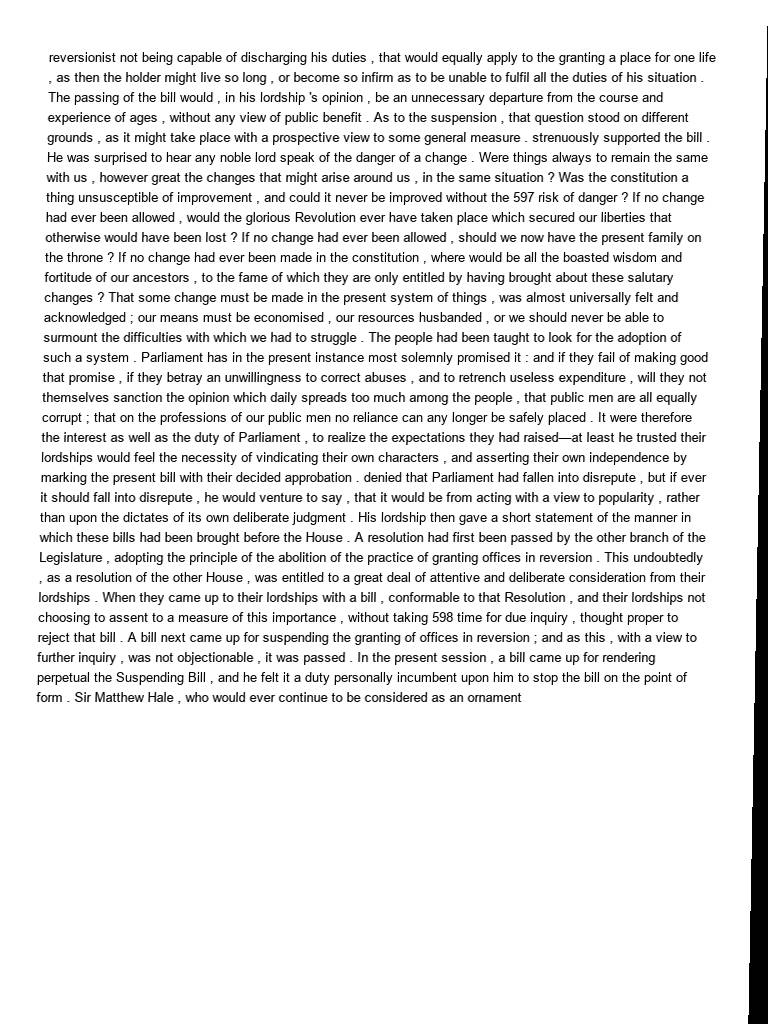 reversionist not being capable of discharging his duties , that would equally apply to the granting a place for one life
, as then the holder might live so long , or become so infirm as to be unable to fulfil all the duties of his situation .
The passing of the bill would , in his lordship 's opinion , be an unnecessary departure from the course and
experience of ages , without any view of public benefit . As to the suspension , that question stood on different
grounds , as it might take place with a prospective view to some general measure . strenuously supported the bill .
He was surprised to hear any noble lord speak of the danger of a change . Were things always to remain the same
with us , however great the changes that might arise around us , in the same situation ? Was the constitution a
thing unsusceptible of improvement , and could it never be improved without the 597 risk of danger ? If no change
had ever been allowed , would the glorious Revolution ever have taken place which secured our liberties that
otherwise would have been lost ? If no change had ever been allowed , should we now have the present family on
the throne ? If no change had ever been made in the constitution , where would be all the boasted wisdom and
fortitude of our ancestors , to the fame of which they are only entitled by having brought about these salutary
changes ? That some change must be made in the present system of things , was almost universally felt and
acknowledged ; our means must be economised , our resources husbanded , or we should never be able to
surmount the difficulties with which we had to struggle . The people had been taught to look for the adoption of
such a system . Parliament has in the present instance most solemnly promised it : and if they fail of making good
that promise , if they betray an unwillingness to correct abuses , and to retrench useless expenditure , will they not
themselves sanction the opinion which daily spreads too much among the people , that public men are all equally
corrupt ; that on the professions of our public men no reliance can any longer be safely placed . It were therefore
the interest as well as the duty of Parliament , to realize the expectations they had raised—at least he trusted their
lordships would feel the necessity of vindicating their own characters , and asserting their own independence by
marking the present bill with their decided approbation . denied that Parliament had fallen into disrepute , but if ever
it should fall into disrepute , he would venture to say , that it would be from acting with a view to popularity , rather
than upon the dictates of its own deliberate judgment . His lordship then gave a short statement of the manner in
which these bills had been brought before the House . A resolution had first been passed by the other branch of the
Legislature , adopting the principle of the abolition of the practice of granting offices in reversion . This undoubtedly
, as a resolution of the other House , was entitled to a great deal of attentive and deliberate consideration from their
lordships . When they came up to their lordships with a bill , conformable to that Resolution , and their lordships not
choosing to assent to a measure of this importance , without taking 598 time for due inquiry , thought proper to
reject that bill . A bill next came up for suspending the granting of offices in reversion ; and as this , with a view to
further inquiry , was not objectionable , it was passed . In the present session , a bill came up for rendering
perpetual the Suspending Bill , and he felt it a duty personally incumbent upon him to stop the bill on the point of
form . Sir Matthew Hale , who would ever continue to be considered as an ornament